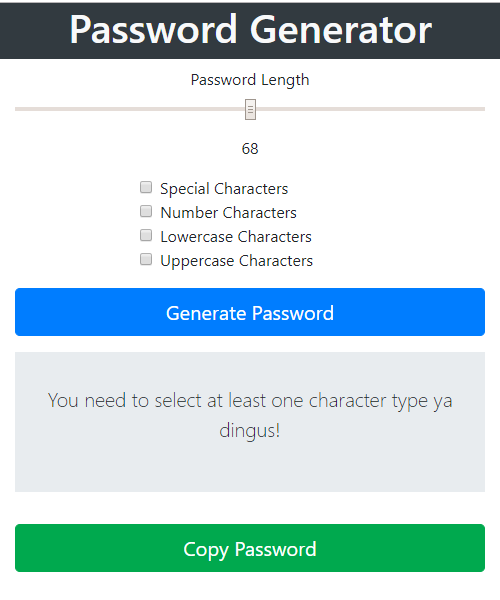 Password Generator
Password Length
68
Special Characters
Number Characters
Lowercase Characters
Uppercase Characters
Generate Password
You need to select at least one character type ya
dingus!
Copy Password